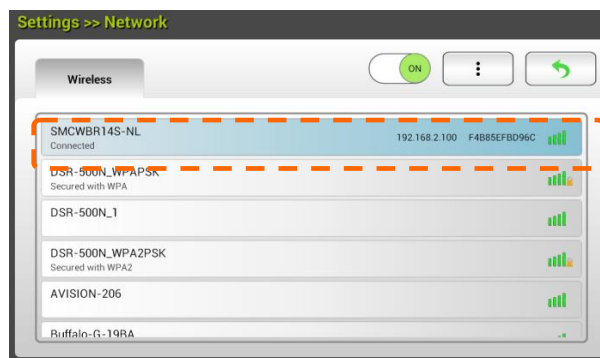 Settings >> Network
ON
Wireless
SMCWBR14S-NL 192.168.2.100 F4B85EFBD96C
Connected
DSR-500N_WPAPSK
Secured with WPA
DSR-500N_1
DSR-500N_WPA2PSK
Secured with WPA2
AVISION-206
Buffalo-G-19BA